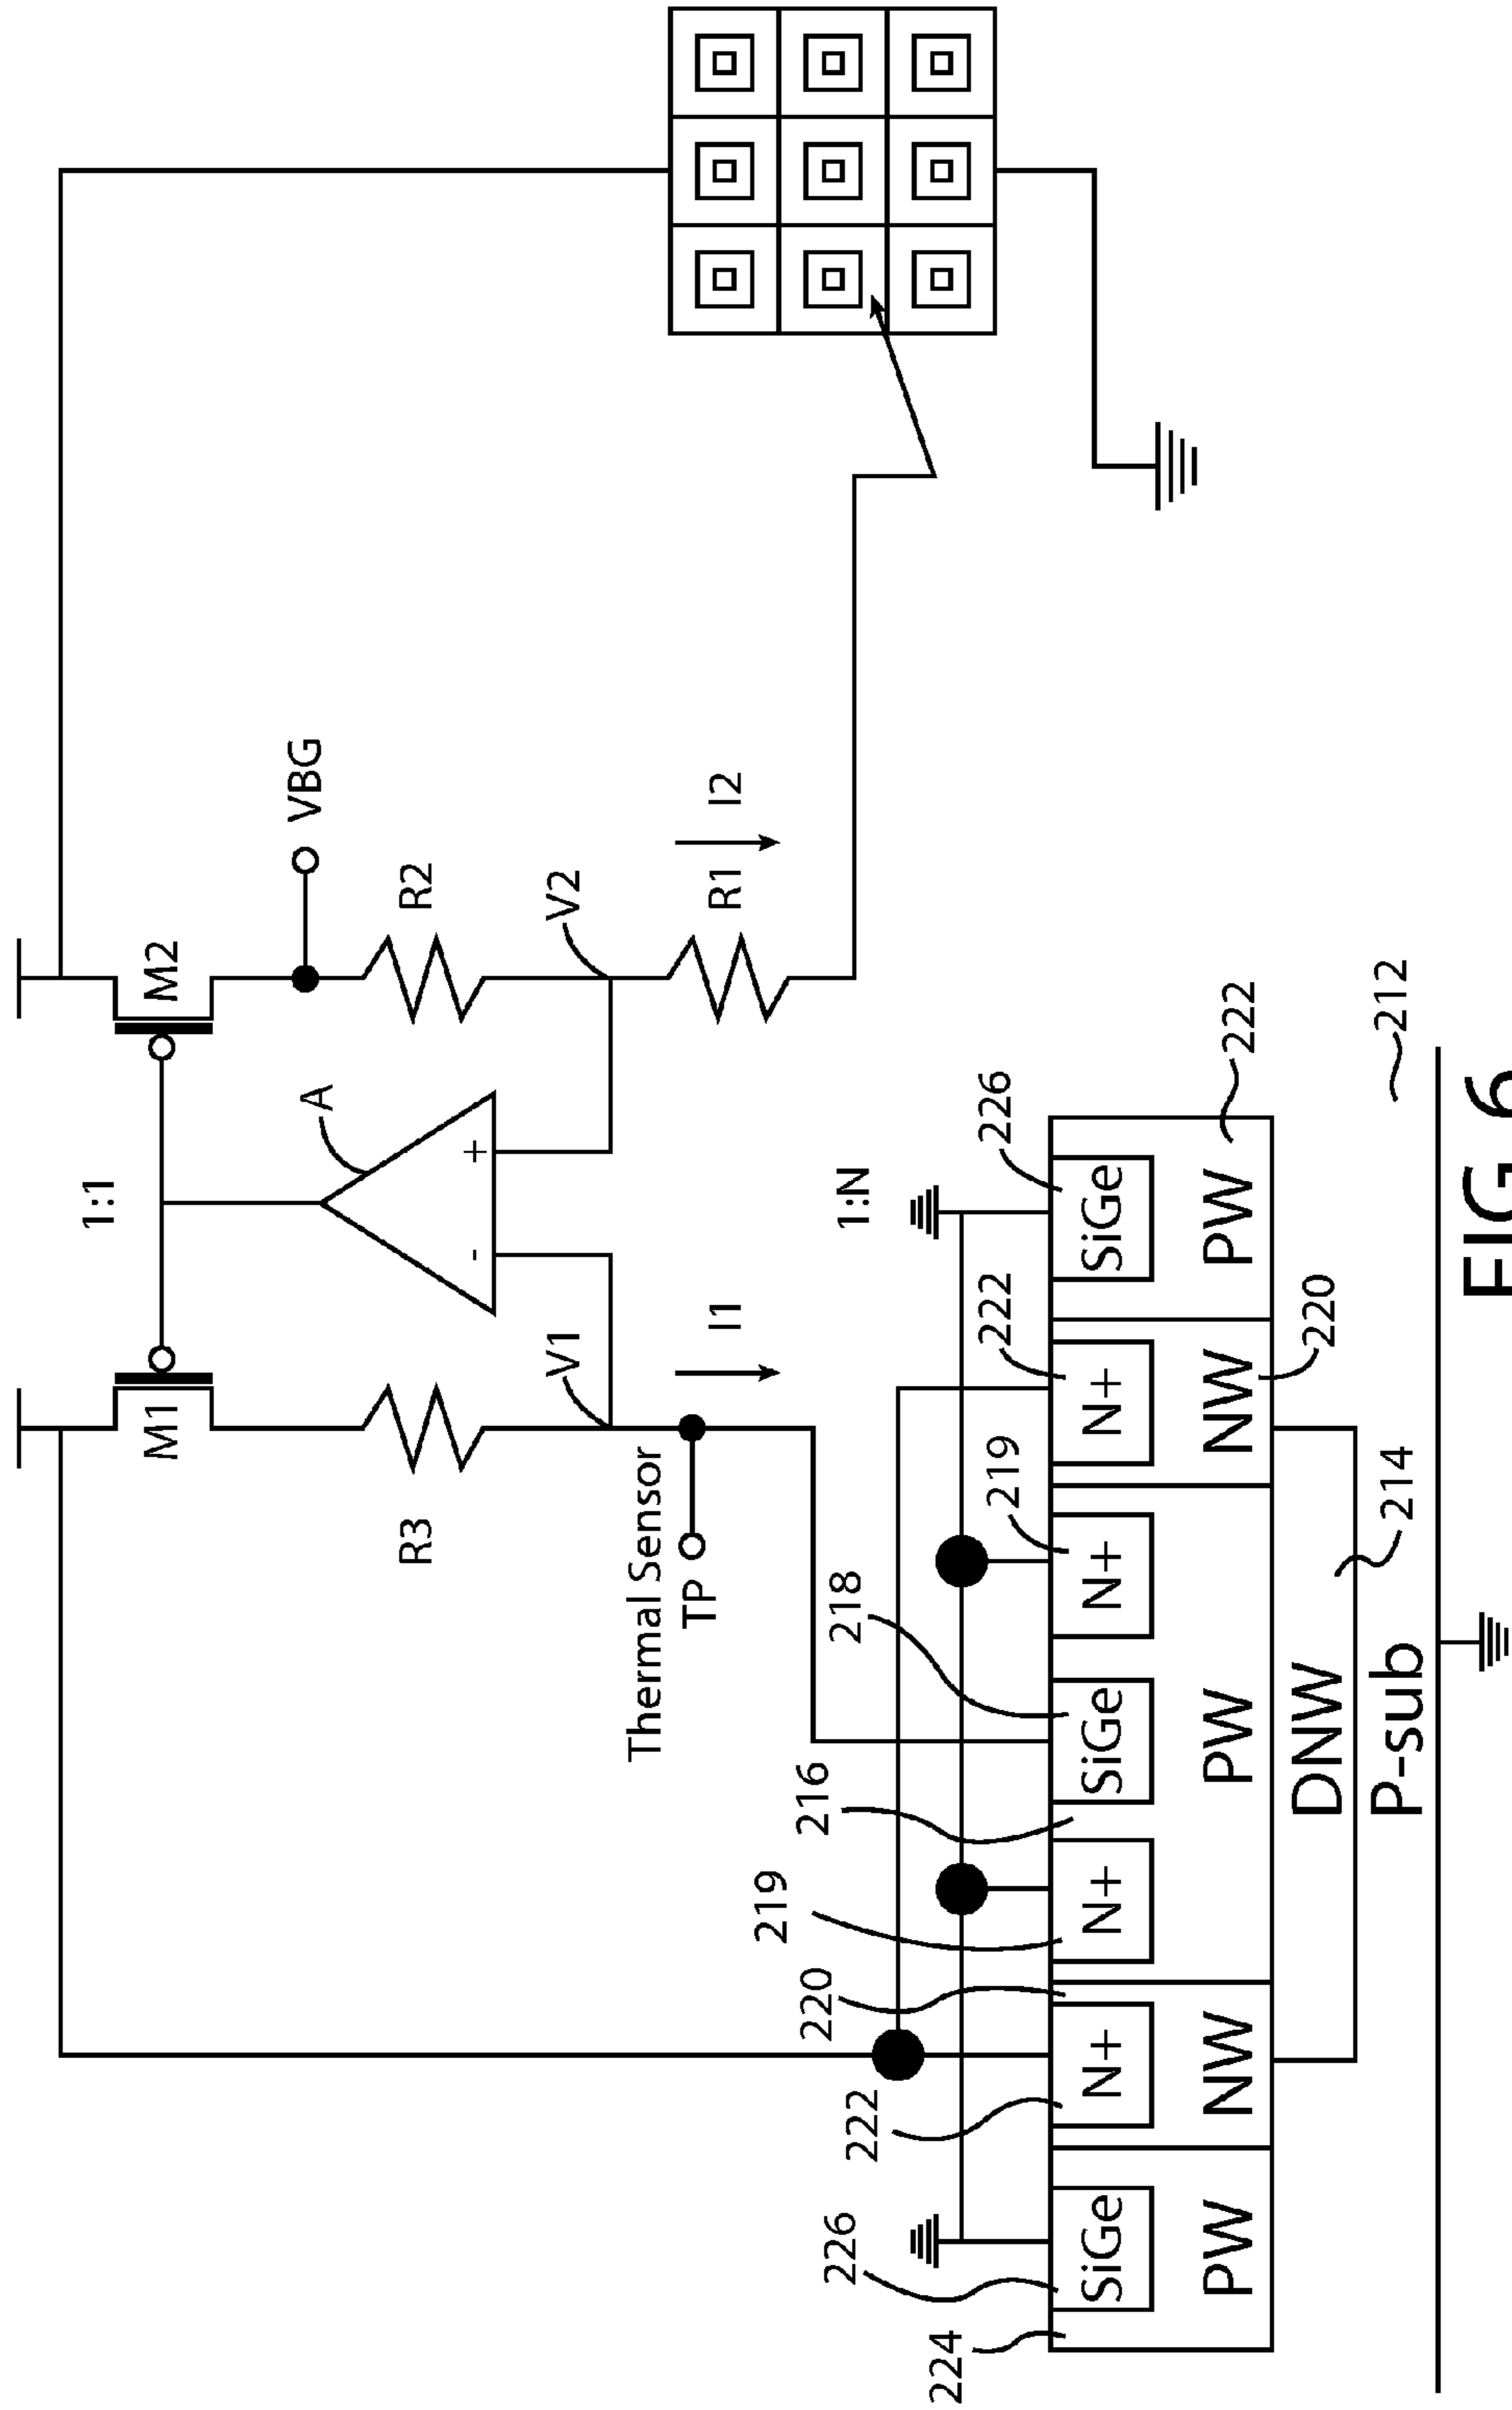 1:1
M1
M2
A
VBG
R3
R2
-
+
V1
V2
Thermal Sensor
TP
I1
R1
I2
1:N
226
224
222
220
219
216
218
219
222
226
SiGe
N+
N+
SiGe
N+
N+
SiGe
PW
NW
PW
NW
PW
222
220
DNW
214
P-sub
212
FIG 6